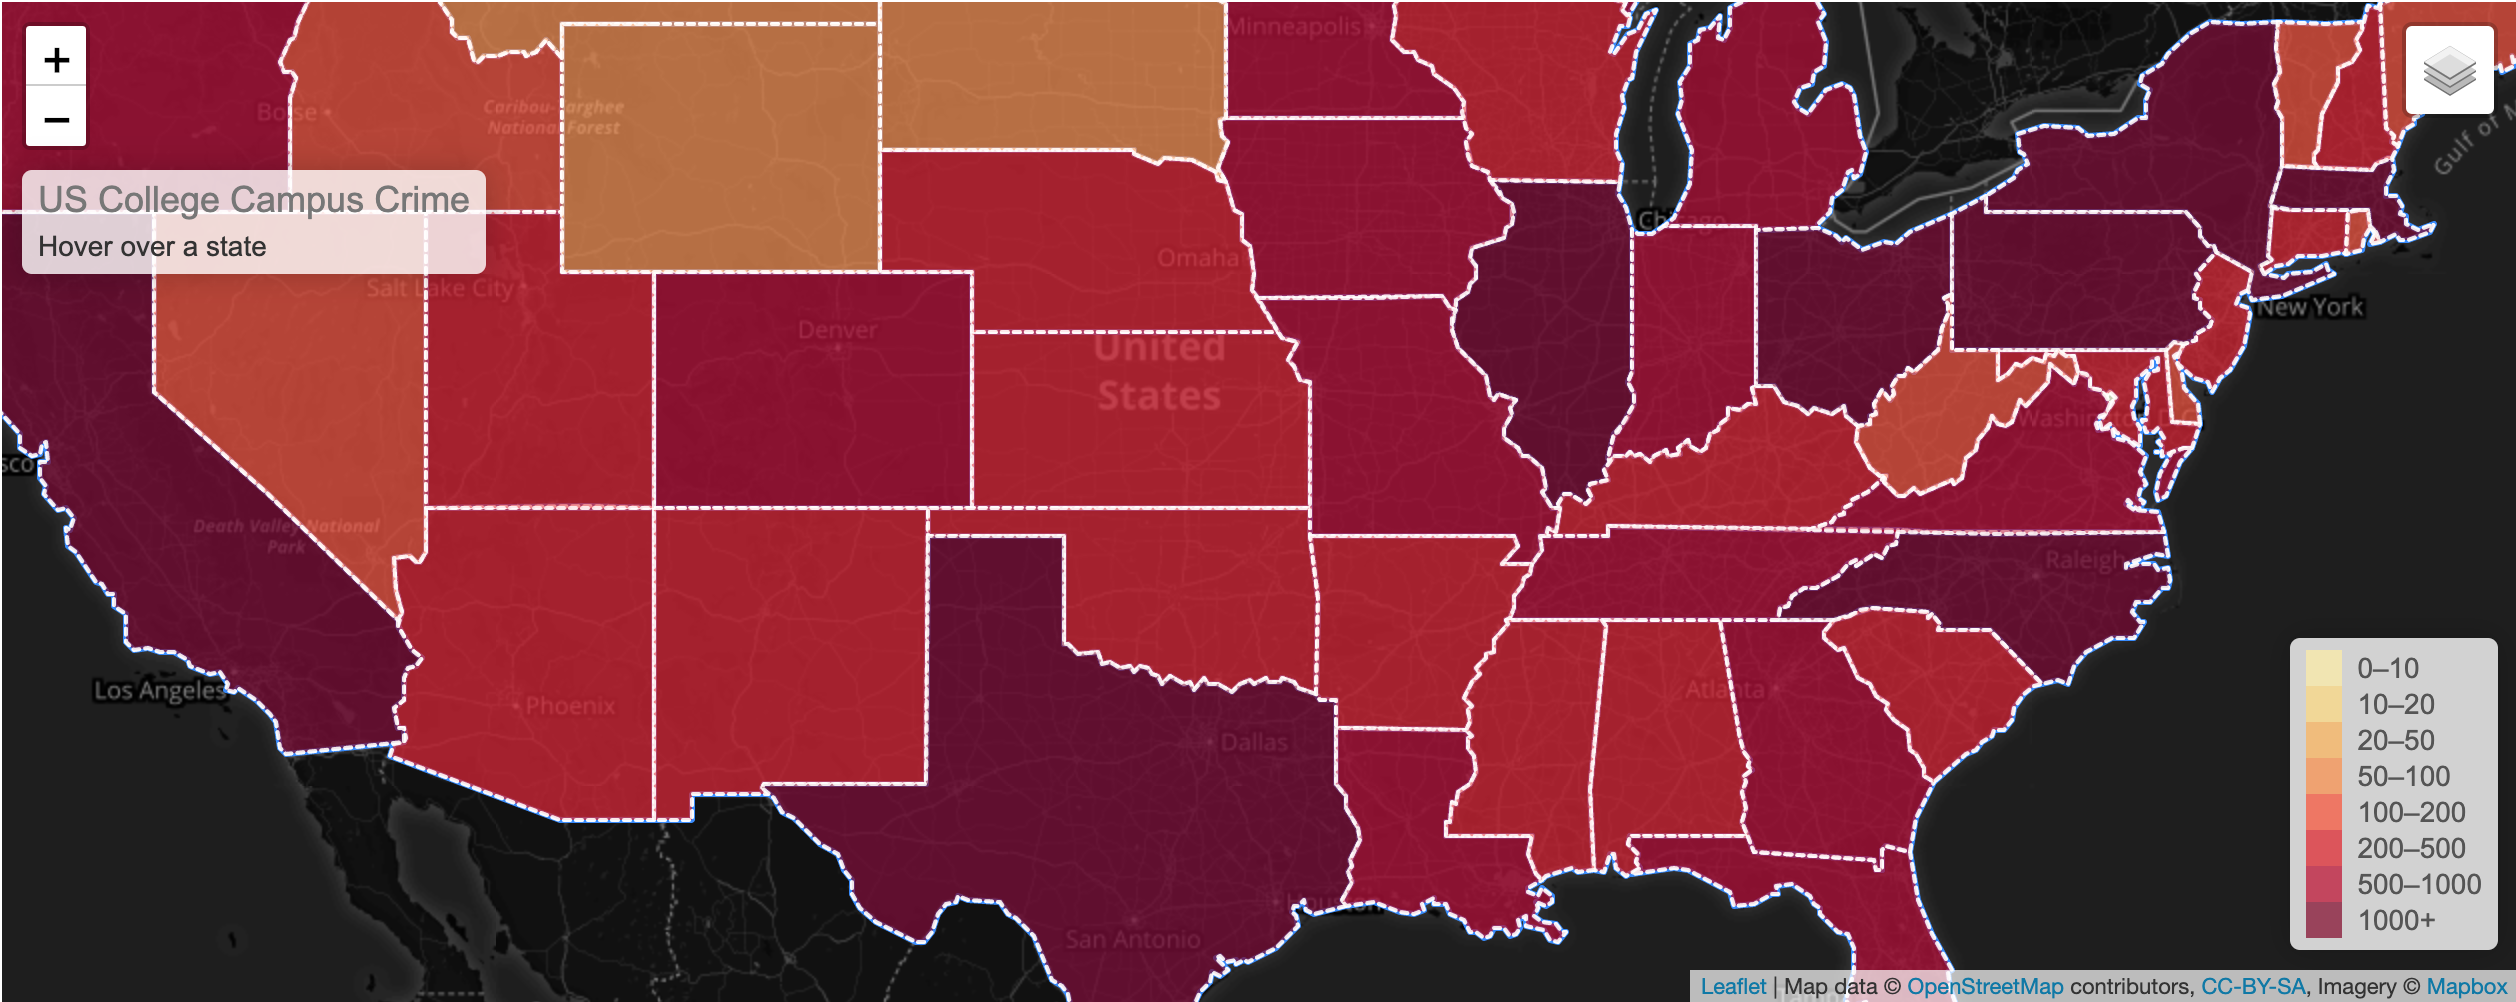 Minneapolis
+
−
Boise
National Forest
US College Campus Crime
Hover over a state
Chicago
Gulf of
Omaha
Salt Lake City
New York
Denver
United
States
Washington, D.C.
sco
Death Valley National
Park
Raleigh
Los Angeles
Phoenix
Atlanta
Dallas
Houston
San Antonio
0–10
10–20
20–50
50–100
100–200
200–500
500–1000
1000+
Leaflet | Map data © OpenStreetMap contributors, CC-BY-SA, Imagery © Mapbox